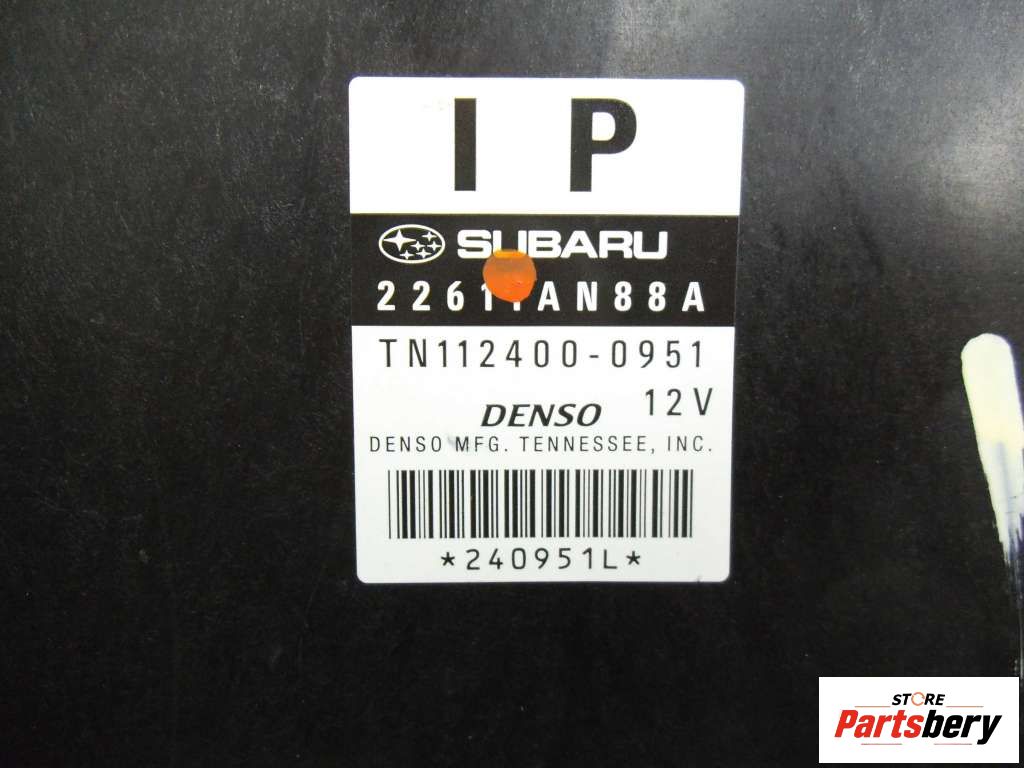 I P
SUBARU
22611AN88A
TN112400-0951
12V
DENSO
DENSO MFG. TENNESSEE, INC.
*240951L*
STORE
Partsbery